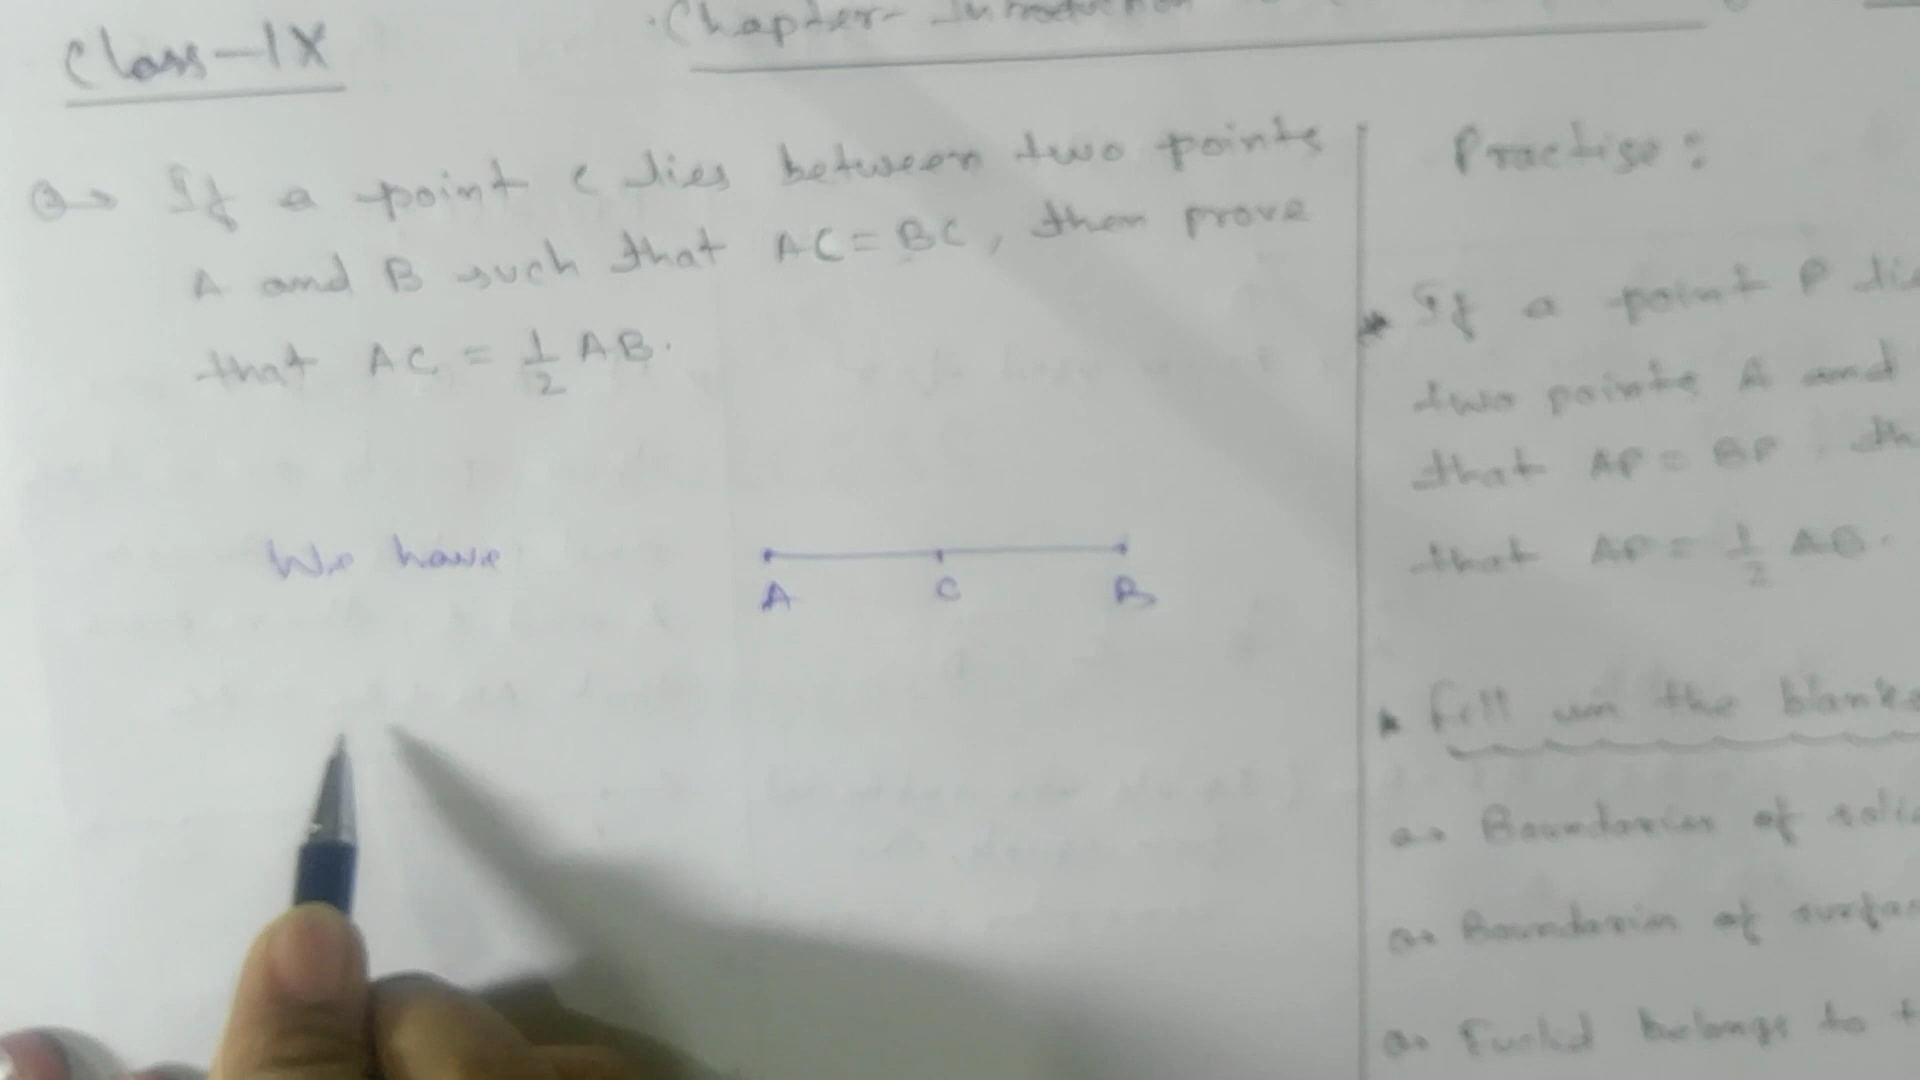 Class-IX
Chapter- Introduction
Q→ If a point C lies between two points
A and B such that AC=BC, then prove
that AC = 1/2 AB.
We have
A C B
Practise:
* If a point P
two points A and
that AP = BP
that AP = 1/2 AB.
* Fill in the blanks
Q→ Boundaries of
Q→ Boundaries of
Q→ Euclid belongs to